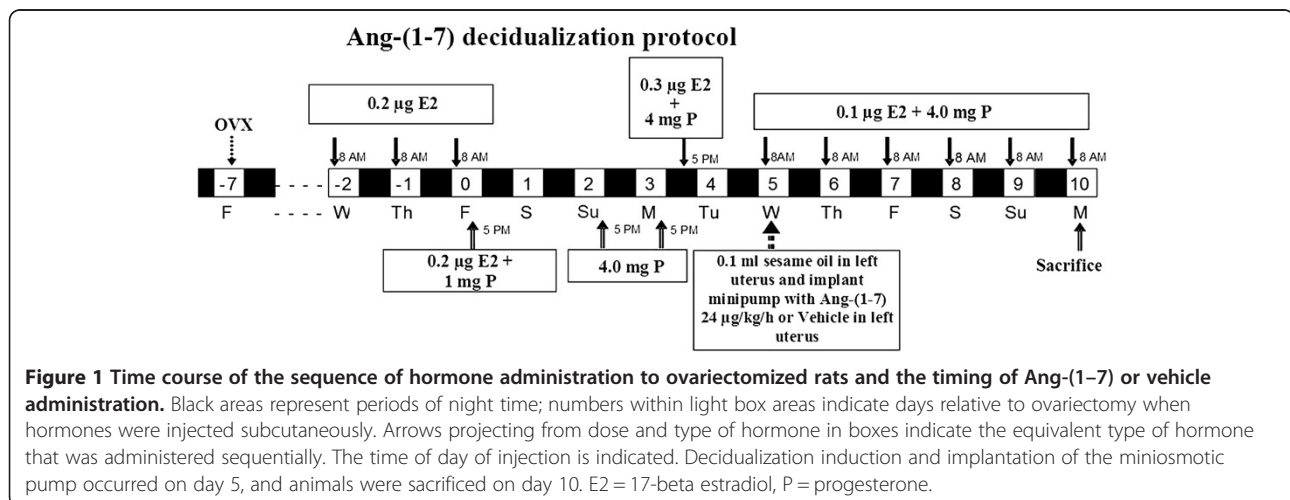 Ang-(1-7) decidualization protocol
0.2 µg E2
0.3 µg E2
+
4 mg P
0.1 µg E2 + 4.0 mg P
OVX
8 AM 8 AM 8 AM 5 PM 8AM 8 AM 8 AM 8 AM 8 AM 8 AM
-7 - - - - -2 -1 0 1 2 3 4 5 6 7 8 9 10
F - - - - W Th F S Su M Tu W Th F S Su M
5 PM 5 PM 5 PM
0.2 µg E2 +
1 mg P
4.0 mg P
0.1 ml sesame oil in left
uterus and implant
minipump with Ang-(1-7)
24 µg/kg/h or Vehicle in left
uterus
Sacrifice
Figure 1 Time course of the sequence of hormone administration to ovariectomized rats and the timing of Ang-(1–7) or vehicle
administration. Black areas represent periods of night time; numbers within light box areas indicate days relative to ovariectomy when
hormones were injected subcutaneously. Arrows projecting from dose and type of hormone in boxes indicate the equivalent type of hormone
that was administered sequentially. The time of day of injection is indicated. Decidualization induction and implantation of the miniosmotic
pump occurred on day 5, and animals were sacrificed on day 10. E2 = 17-beta estradiol, P = progesterone.